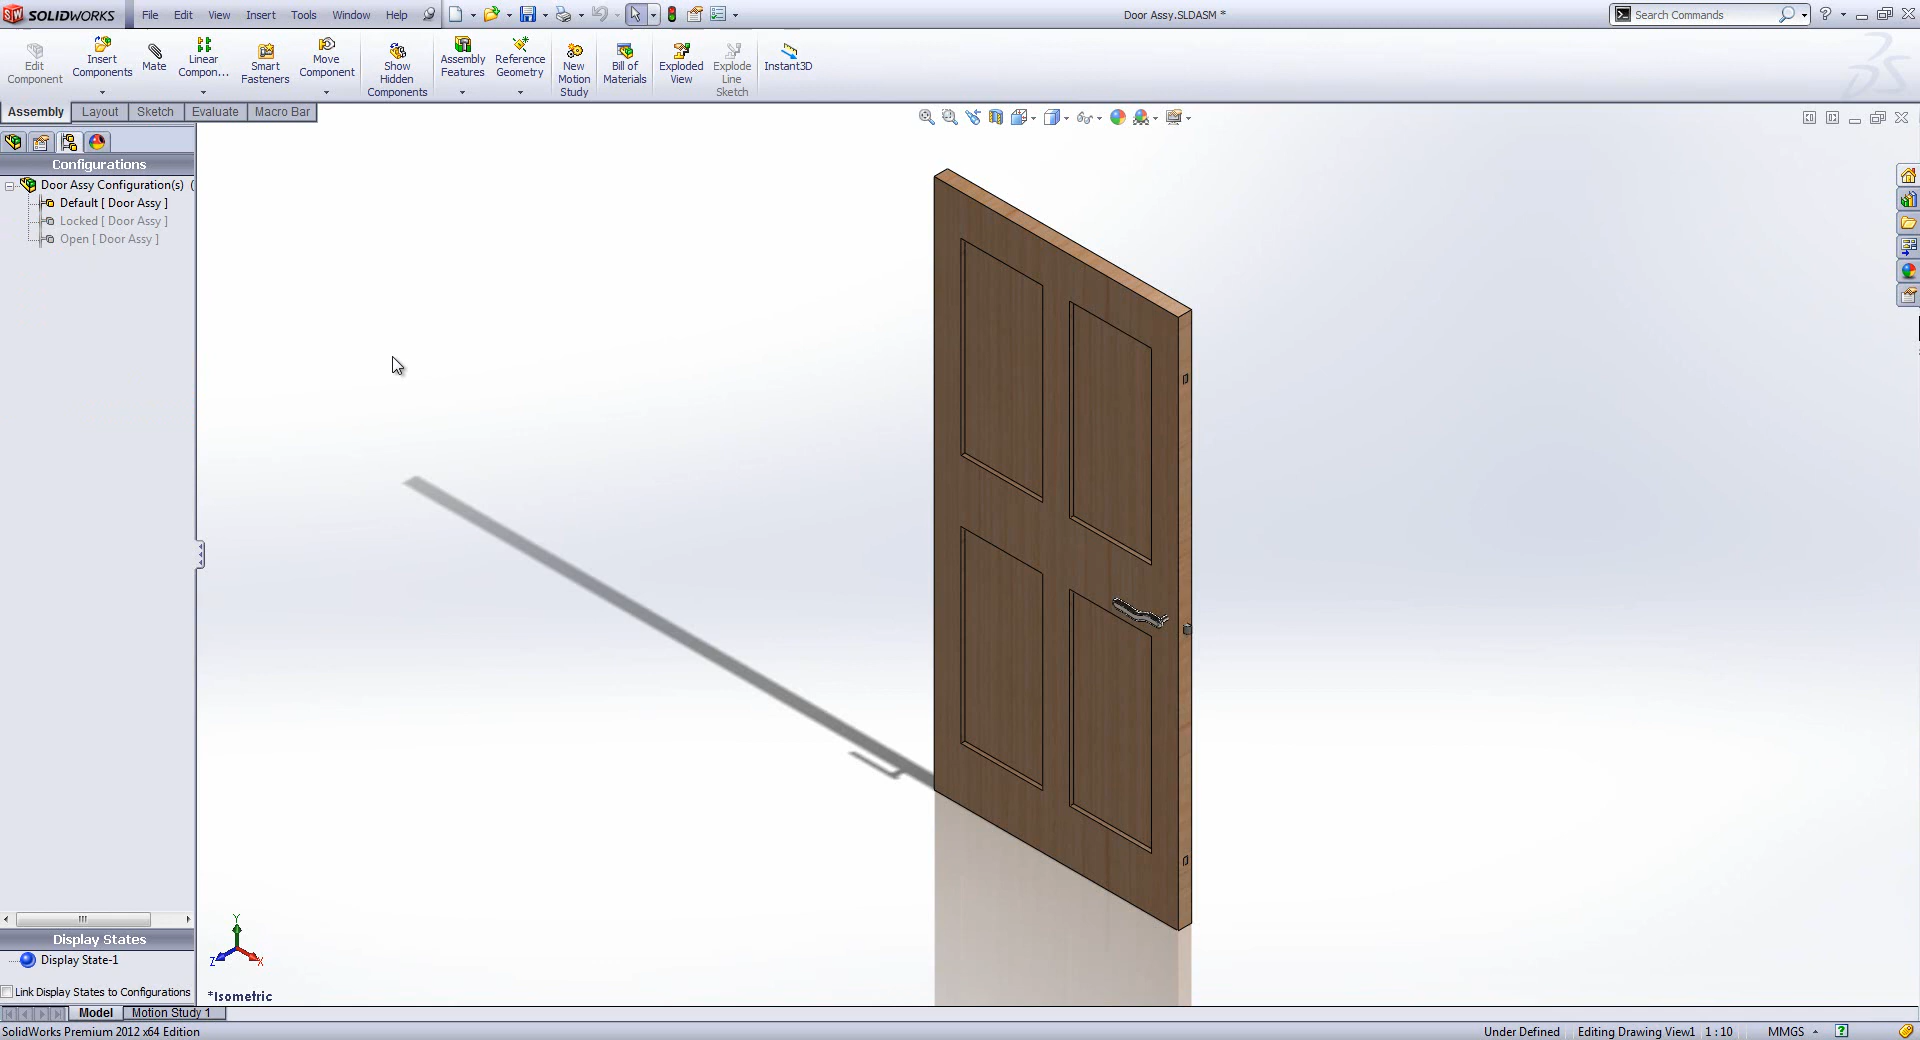 SW SOLIDWORKS File Edit View Insert Tools Window Help Door Assy.SLDASM * Search Commands ?
Edit Component
Insert Components
Mate
Linear Compon...
Smart Fasteners
Move Component
Show Hidden Components
Assembly Features
Reference Geometry
New Motion Study
Bill of Materials
Exploded View
Explode Line Sketch
Instant3D
Assembly Layout Sketch Evaluate Macro Bar
Configurations
Door Assy Configuration(s) (
Default [ Door Assy ]
Locked [ Door Assy ]
Open [ Door Assy ]
Display States
Display State-1
Link Display States to Configurations
Y
Z X
*Isometric
Model Motion Study 1
SolidWorks Premium 2012 x64 Edition Under Defined Editing Drawing View1 1 : 10 MMGS ?